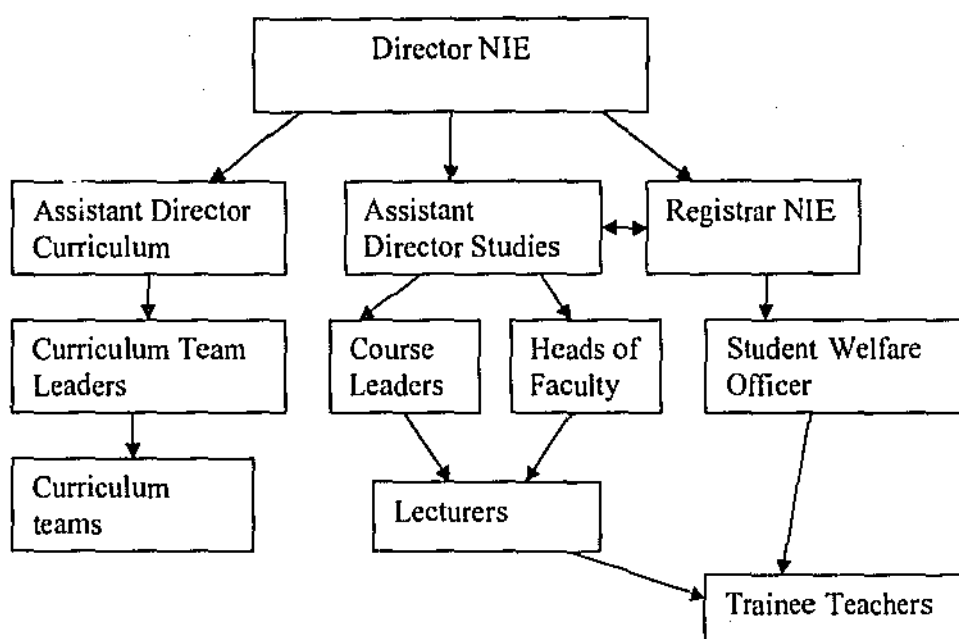 Director NIE
Assistant Director
Curriculum
Assistant
Director Studies
Registrar NIE
Curriculum Team
Leaders
Course
Leaders
Heads of
Faculty
Student Welfare
Officer
Curriculum
teams
Lecturers
Trainee Teachers